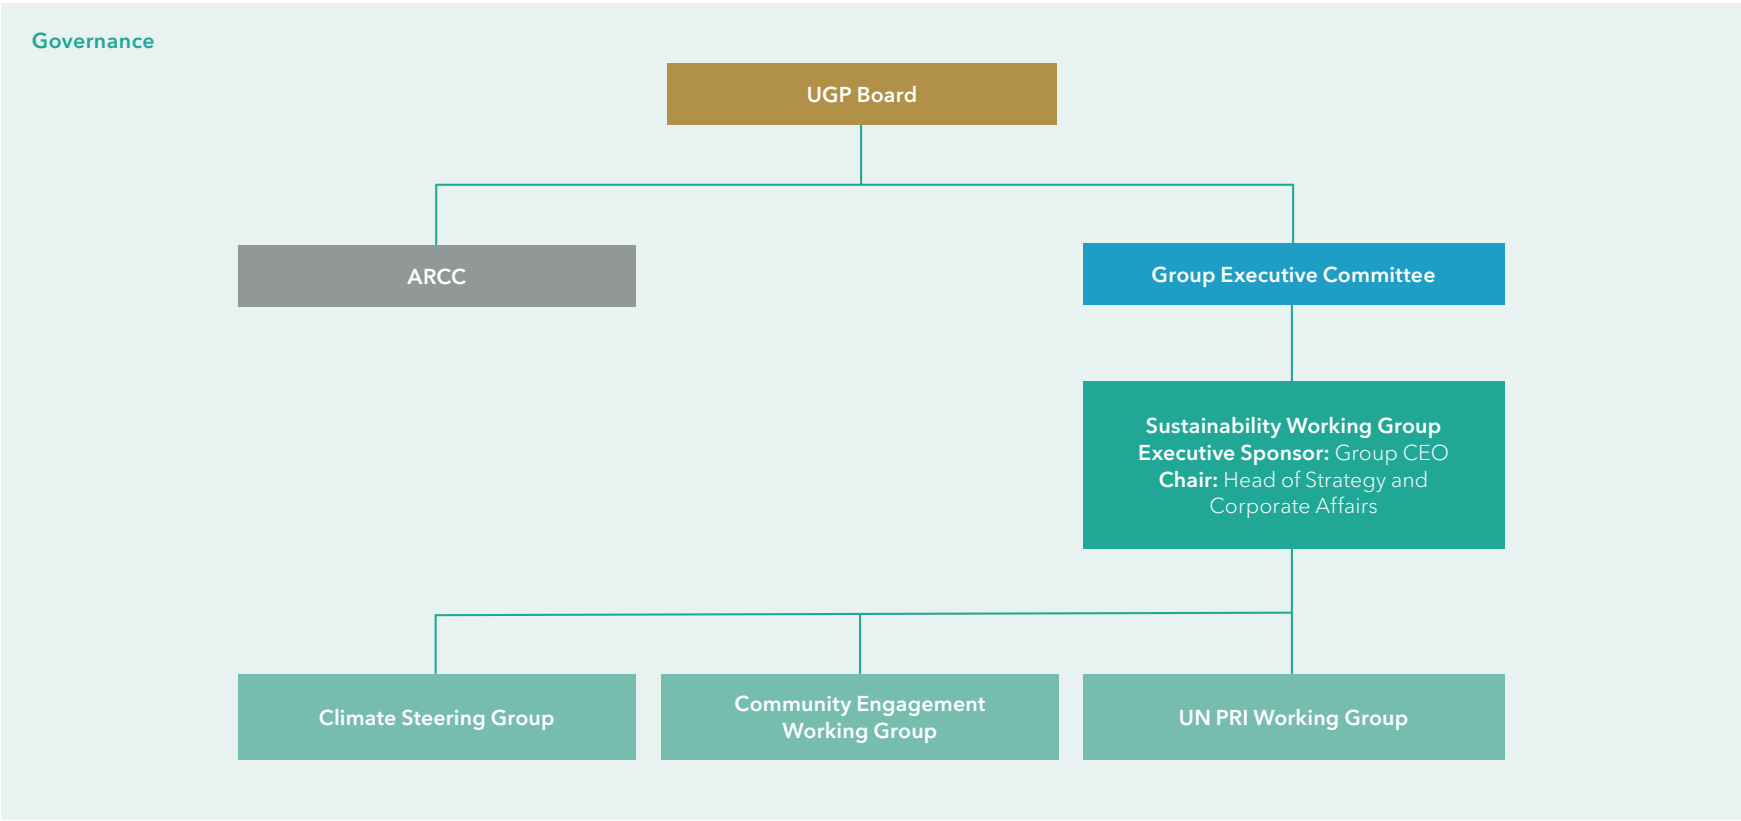 Governance
UGP Board
ARCC
Group Executive Committee
Sustainability Working Group
Executive Sponsor: Group CEO
Chair: Head of Strategy and
Corporate Affairs
Climate Steering Group
Community Engagement
Working Group
UN PRI Working Group